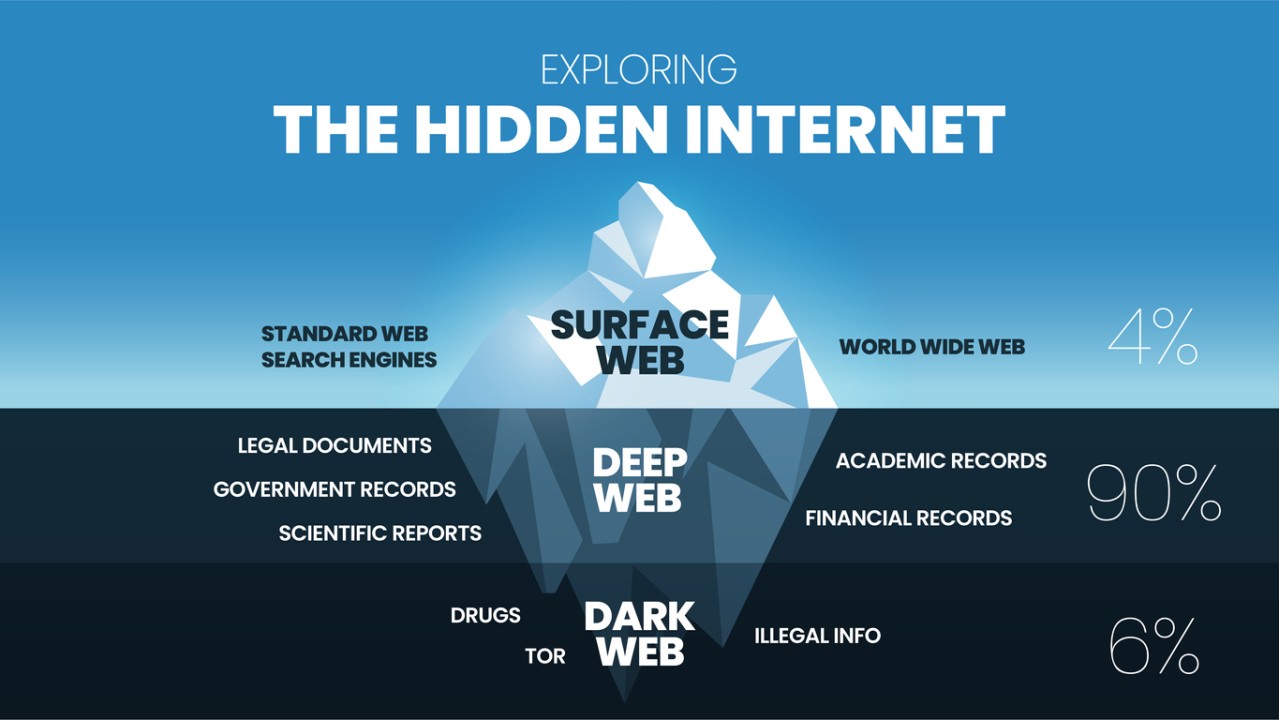 EXPLORING
THE HIDDEN INTERNET
STANDARD WEB
SEARCH ENGINES
SURFACE
WEB
WORLD WIDE WEB
4%
LEGAL DOCUMENTS
GOVERNMENT RECORDS
SCIENTIFIC REPORTS
DEEP
WEB
ACADEMIC RECORDS
FINANCIAL RECORDS
90%
DRUGS
TOR
DARK
WEB
ILLEGAL INFO
6%